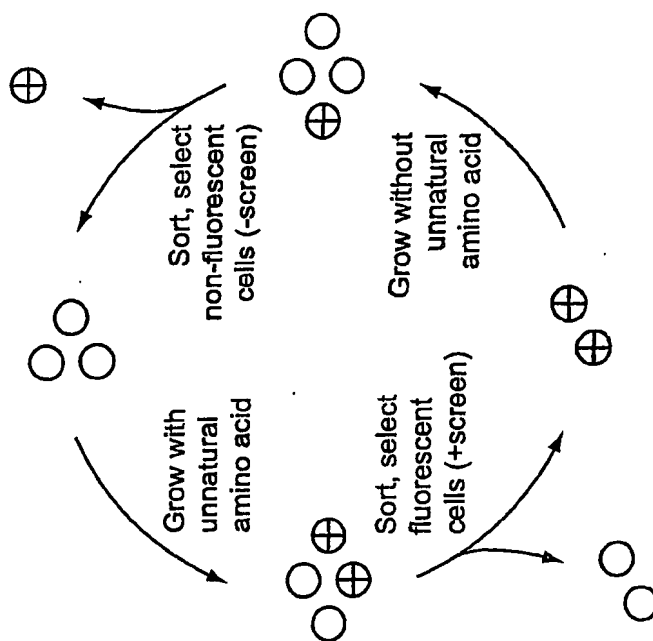 Sort, select
non-fluorescent
cells (-screen)
Grow without
unnatural
amino acid
Grow with
unnatural
amino acid
Sort, select
fluorescent
cells (+screen)